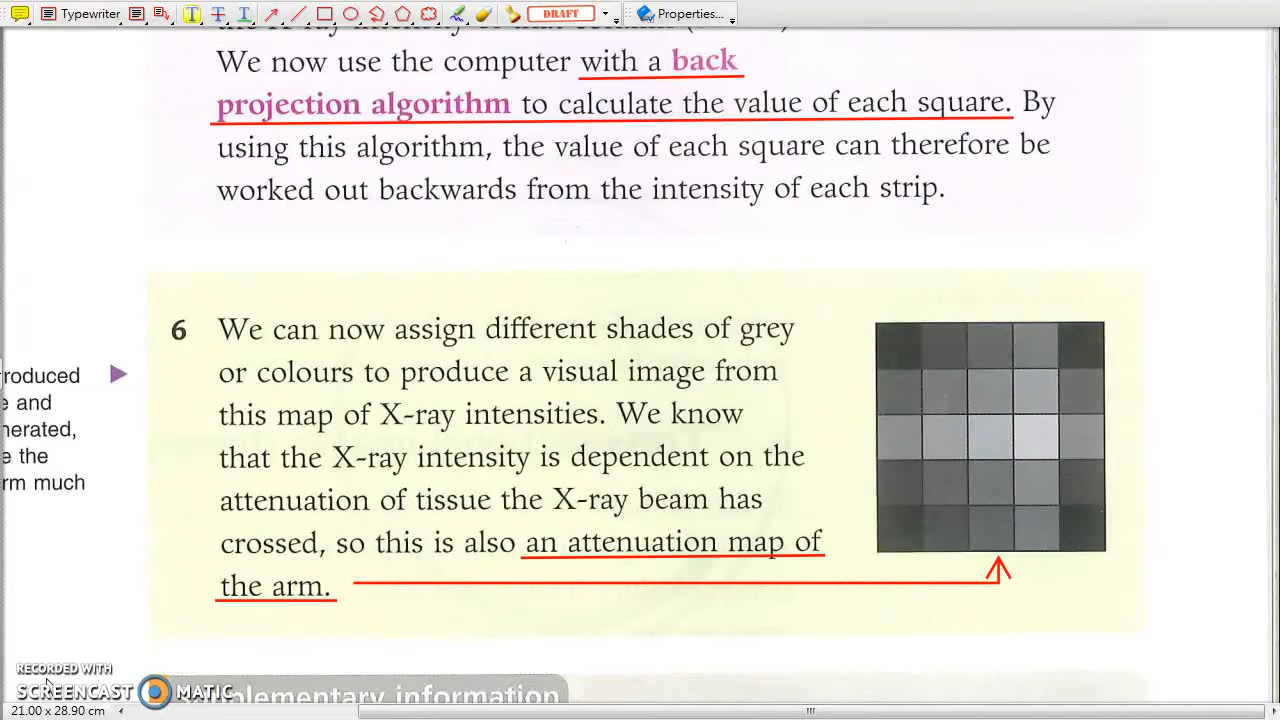 Typewriter
T
T
T
DRAFT
Properties...
We now use the computer with a back
projection algorithm to calculate the value of each square. By
using this algorithm, the value of each square can therefore be
worked out backwards from the intensity of each strip.
6 We can now assign different shades of grey
or colours to produce a visual image from
this map of X-ray intensities. We know
that the X-ray intensity is dependent on the
attenuation of tissue the X-ray beam has
crossed, so this is also an attenuation map of
the arm.
roduced
e and
nerated,
e the
rm much
RECORDED WITH
SCREENCAST MATIC
pplementary information
21.00 x 28.90 cm